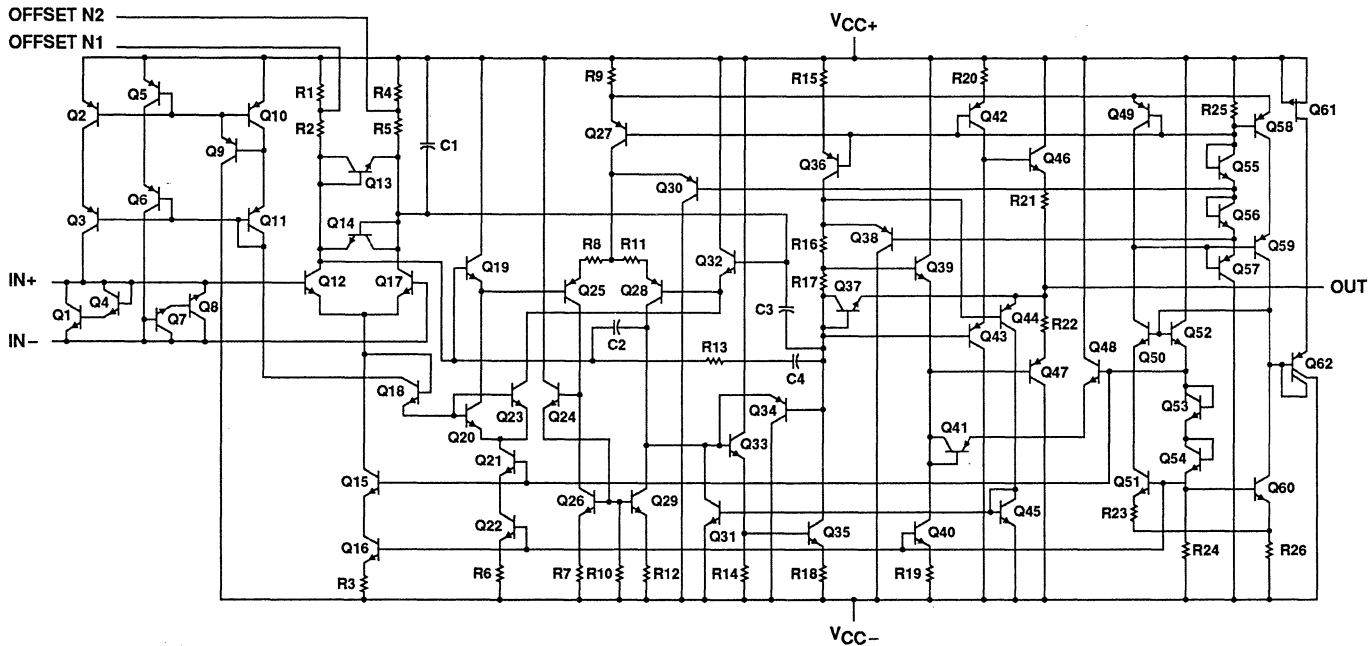 OFFSET N2
OFFSET N1
VCC+
R1
R4
R9
R15
R20
Q5
Q2
Q10
R2
R5
R25
Q61
Q27
Q42
Q49
Q58
Q9
C1
Q13
Q36
Q46
Q55
Q6
Q30
R21
Q3
Q11
Q14
Q56
R16
Q38
R8
R11
Q32
Q59
Q19
R17
Q39
Q57
IN+
Q4
Q12
Q17
Q25
Q28
Q37
OUT
Q1
Q7
Q8
C3
Q44
R22
C2
Q43
Q48
Q50
Q52
IN−
R13
C4
Q47
Q62
Q18
Q23
Q24
Q34
Q53
Q20
Q33
Q41
Q21
Q54
Q15
Q26
Q29
Q51
Q60
Q45
R23
Q22
Q31
Q35
Q40
Q16
R24
R26
R3
R6
R7
R10
R12
R14
R18
R19
VCC−